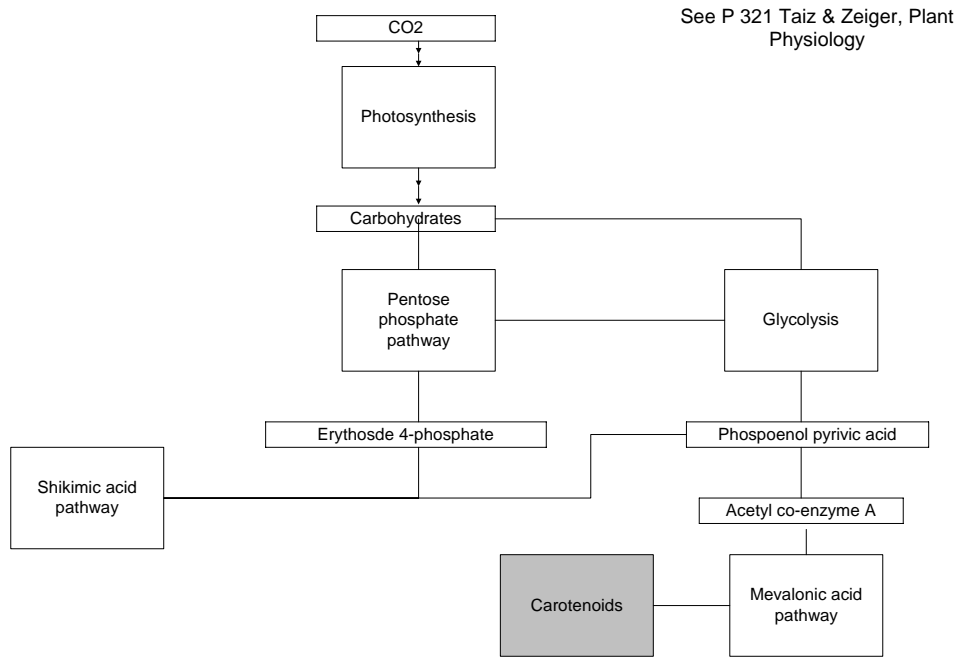 See P 321 Taiz & Zeiger, Plant
Physiology
CO2
Photosynthesis
Carbohydrates
Pentose
phosphate
pathway
Glycolysis
Erythosde 4-phosphate
Phospoenol pyrivic acid
Shikimic acid
pathway
Acetyl co-enzyme A
Carotenoids
Mevalonic acid
pathway